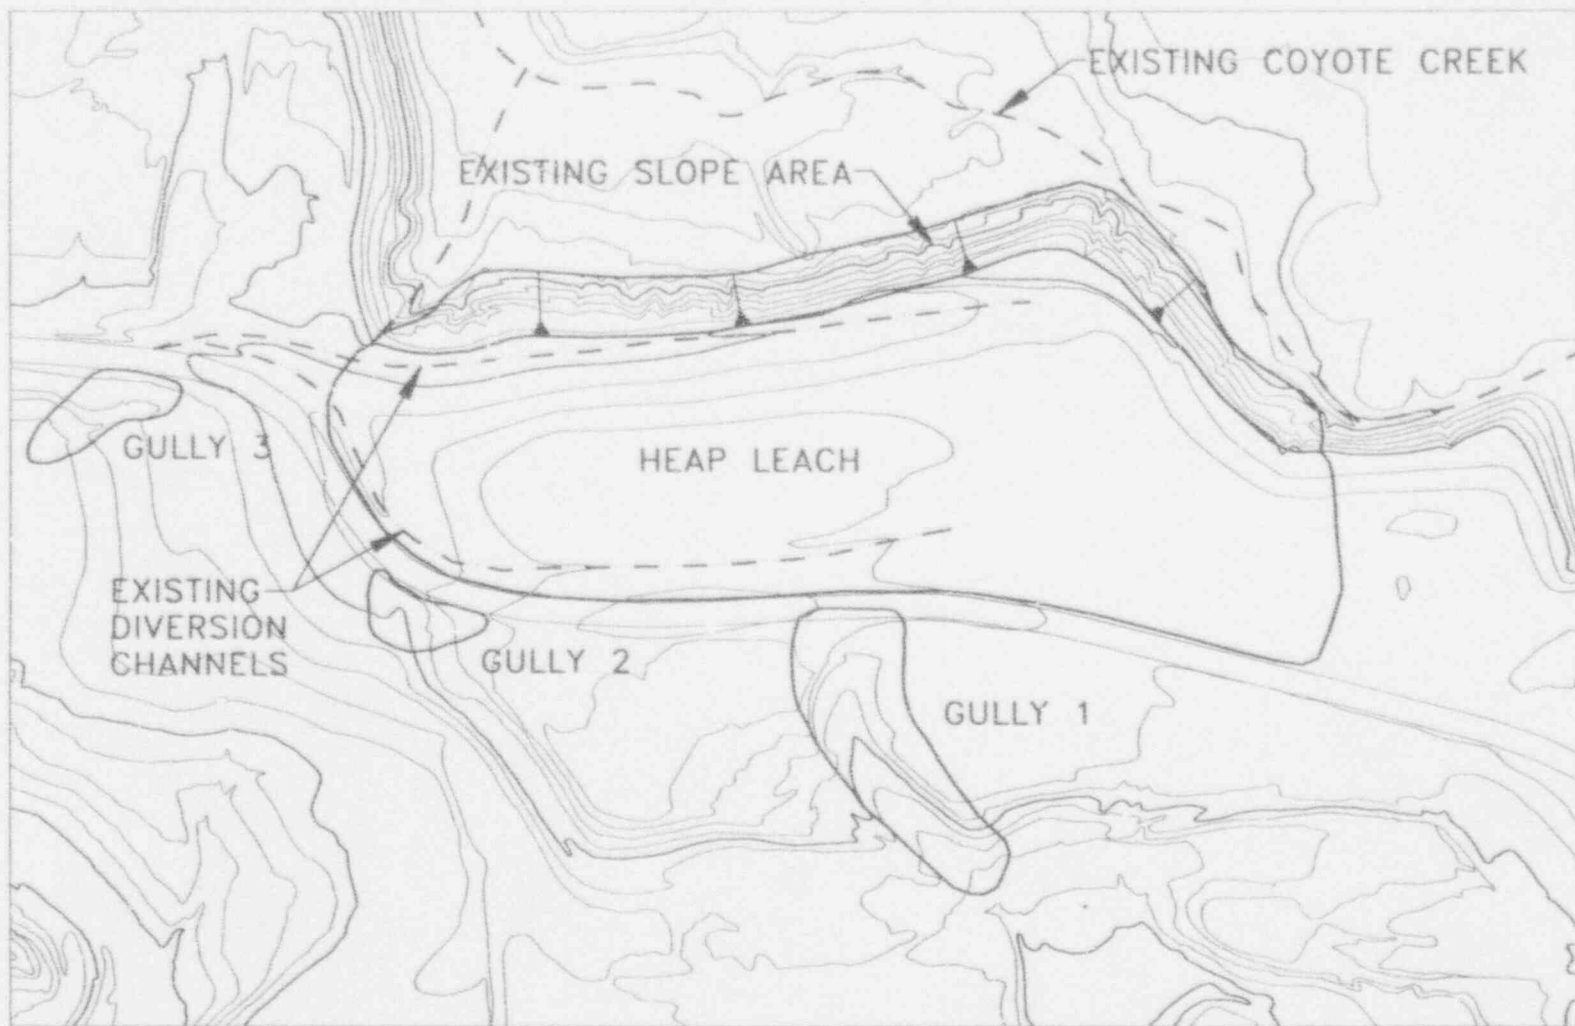 EXISTING COYOTE CREEK
EXISTING SLOPE AREA
GULLY 3
HEAP LEACH
EXISTING
DIVERSION
CHANNELS
GULLY 2
GULLY 1